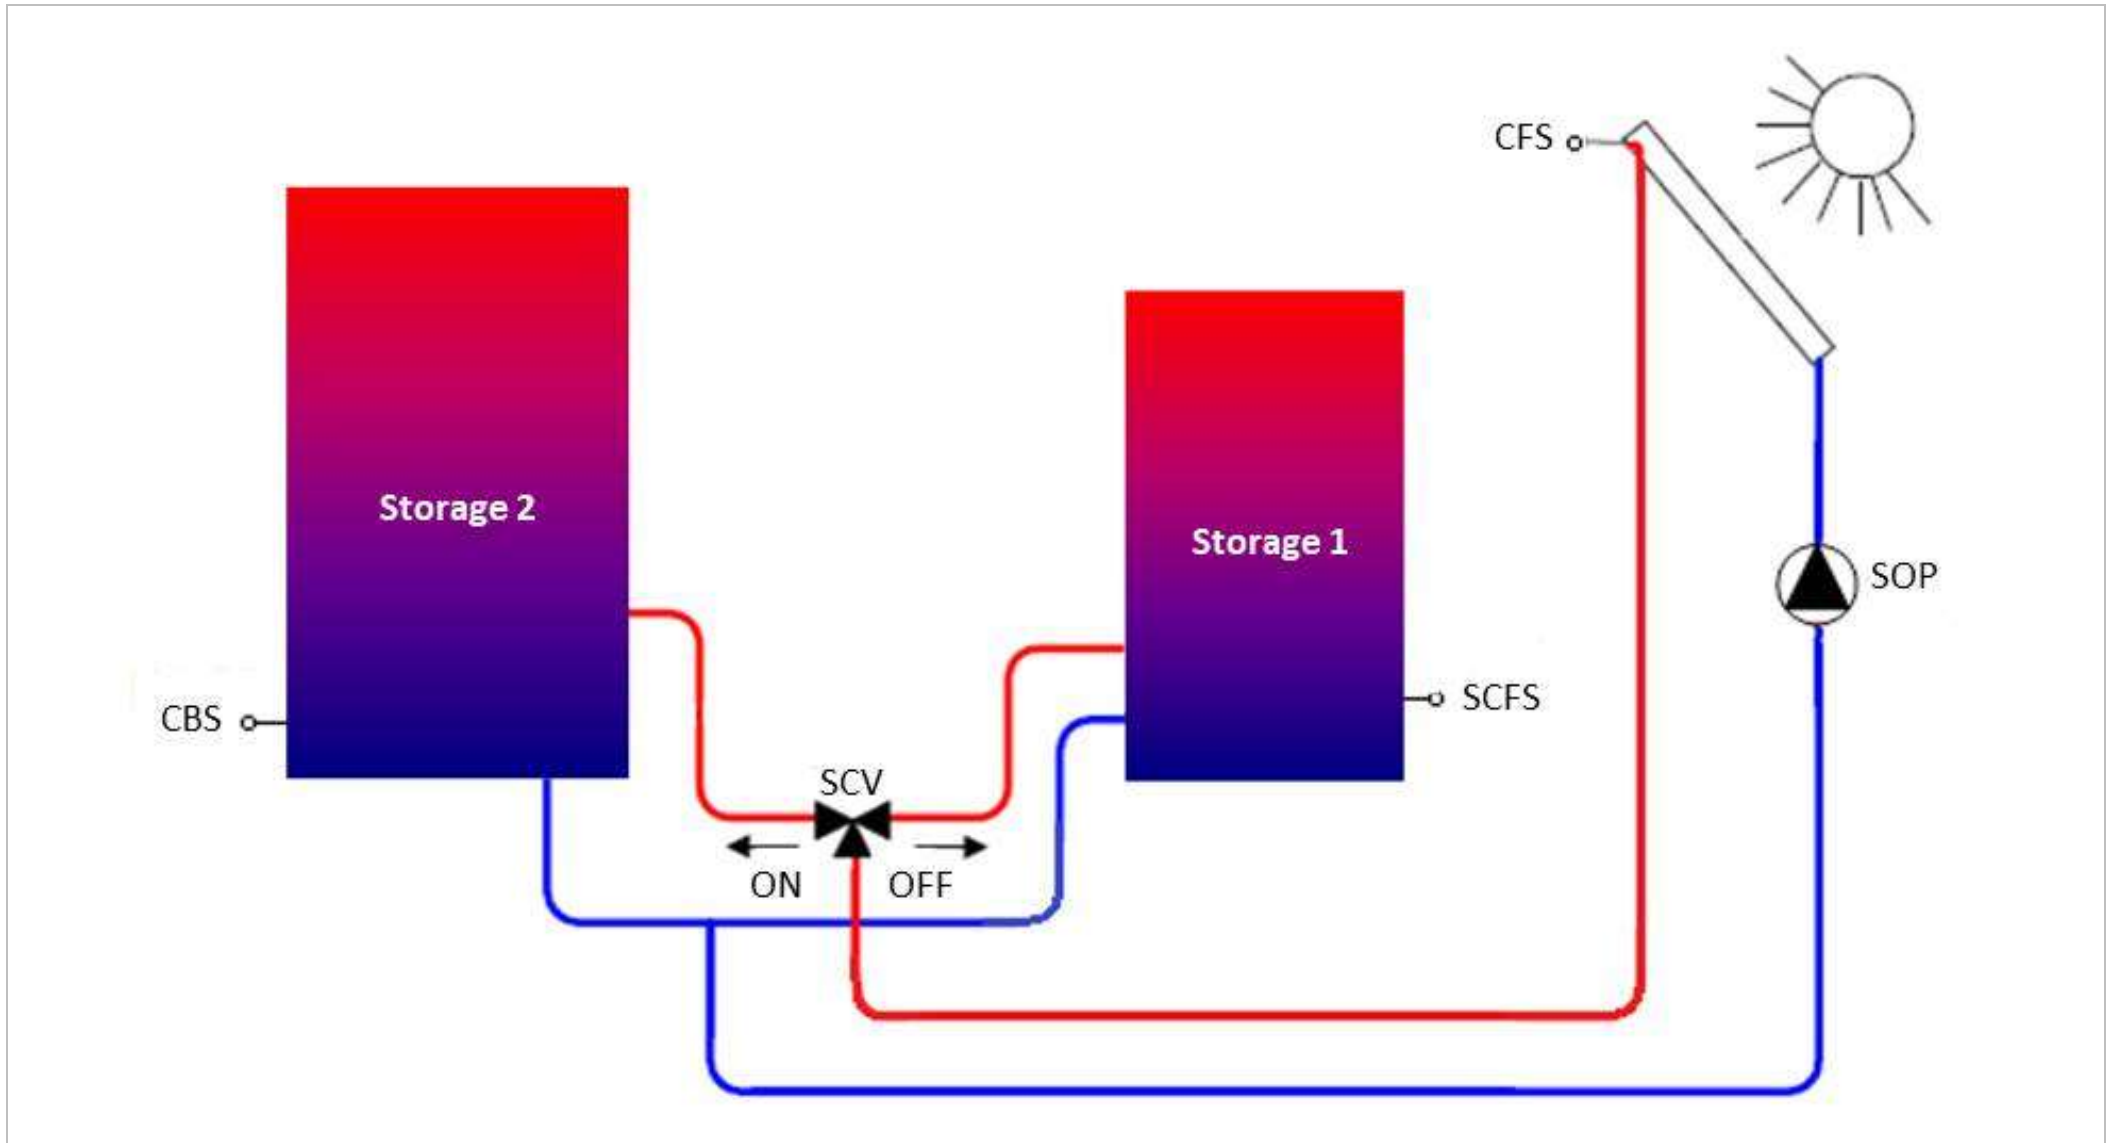 CFS
Storage 2
Storage 1
SOP
CBS
SCFS
SCV
ON
OFF